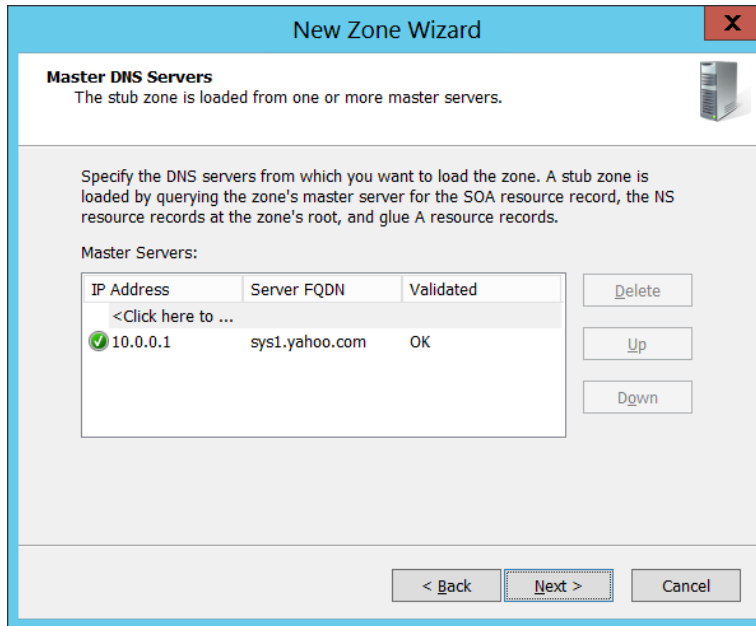 New Zone Wizard
X
Master DNS Servers
The stub zone is loaded from one or more master servers.
Specify the DNS servers from which you want to load the zone. A stub zone is
loaded by querying the zone's master server for the SOA resource record, the NS
resource records at the zone's root, and glue A resource records.
Master Servers:
IP Address Server FQDN Validated
<Click here to ...
10.0.0.1 sys1.yahoo.com OK
Delete
Up
Down
< Back Next > Cancel